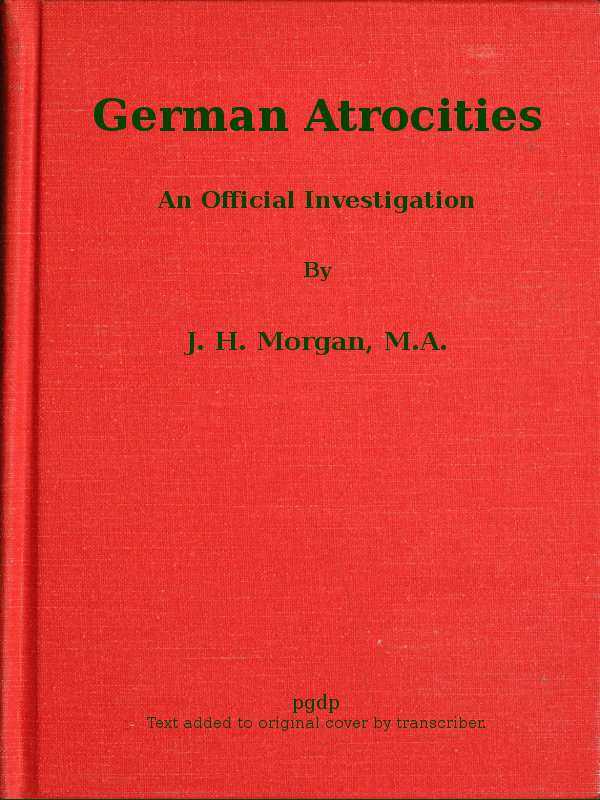 German Atrocities
An Official Investigation
By
J. H. Morgan, M.A.
pgdp
Text added to original cover by transcriber.